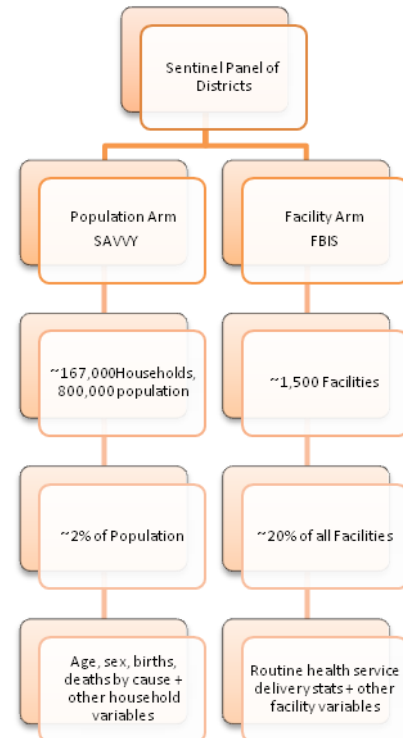 Sentinel Panel of
Districts
Population Arm
SAVVY
Facility Arm
FBIS
~167,000Households,
800,000 population
~1,500 Facilities
~2% of Population
~20% of all Facilities
Age, sex, births,
deaths by cause +
other household
variables
Routine health service
delivery stats + other
facility variables